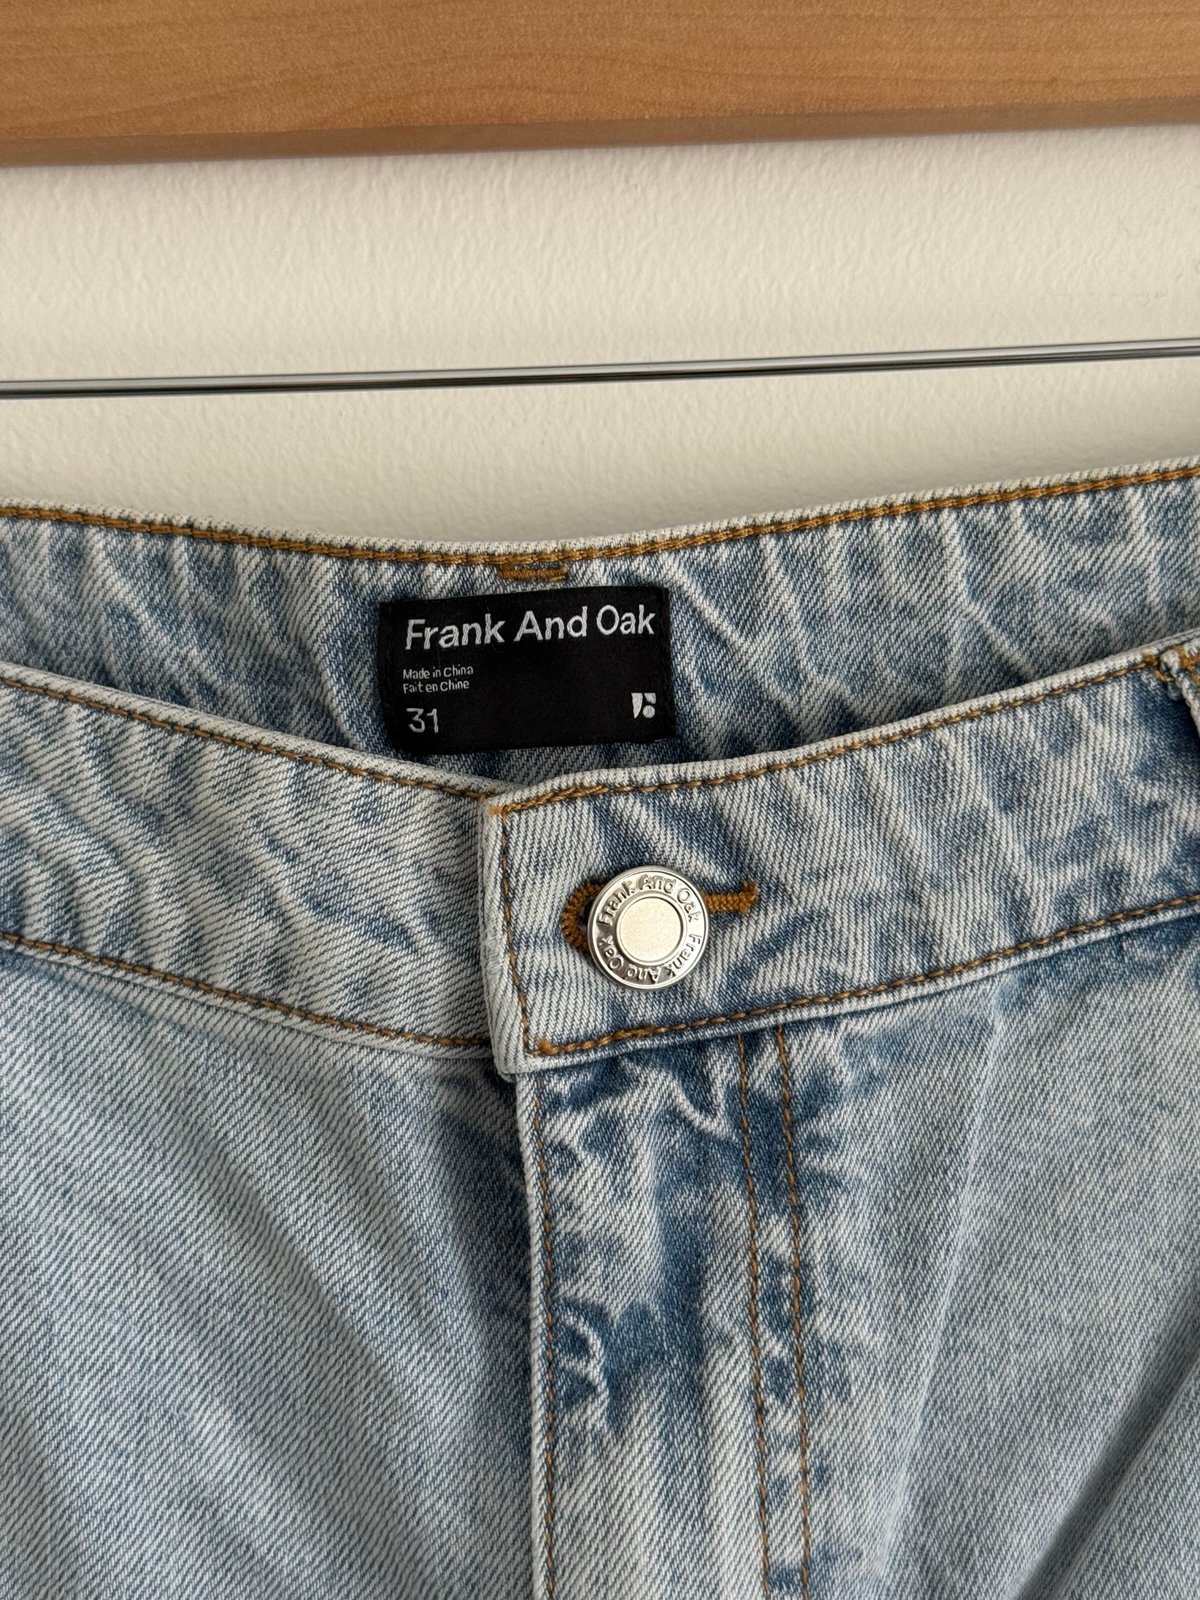 Frank And Oak
Made in China
Fait en Chine
31
Frank And Oak Frank And Oak